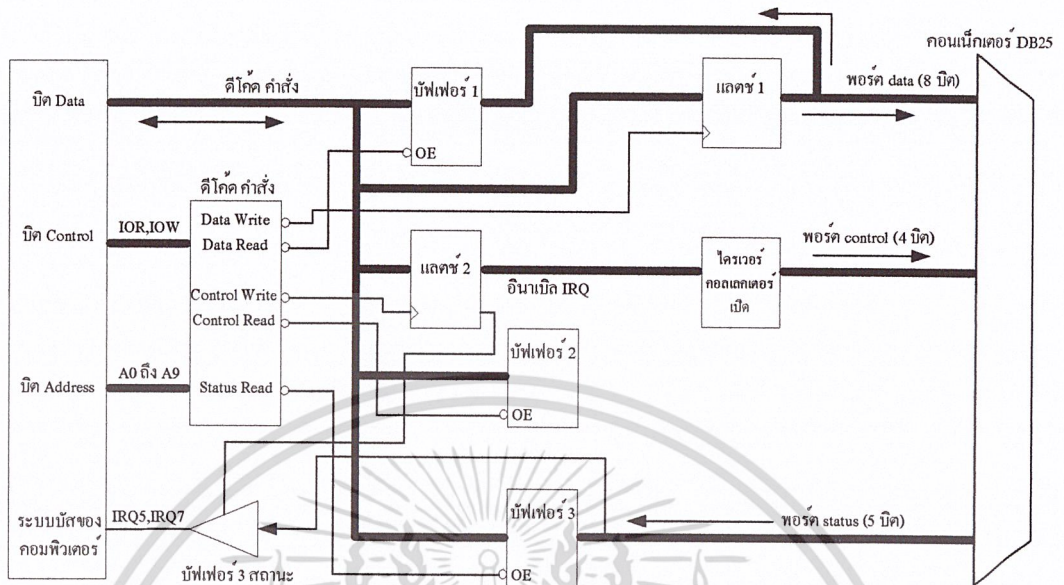 คอนเน็กเตอร์ DB25
บิต Data
ดีโค้ด คำสั่ง
บัฟเฟอร์ 1
OE
แลตช์ 1
พอร์ต data (8 บิต)
ดีโค้ด คำสั่ง
บิต Control
IOR,IOW
Data Write
Data Read
Control Write
Control Read
Status Read
แลตช์ 2
อีนาเบิล IRQ
ไดรเวอร์
คอลเลคเตอร์
เปิด
พอร์ต control (4 บิต)
บัฟเฟอร์ 2
OE
บิต Address
A0 ถึง A9
ระบบบัสของ
คอมพิวเตอร์
IRQ5,IRQ7
บัฟเฟอร์ 3 สถานะ
บัฟเฟอร์ 3
OE
พอร์ต status (5 บิต)